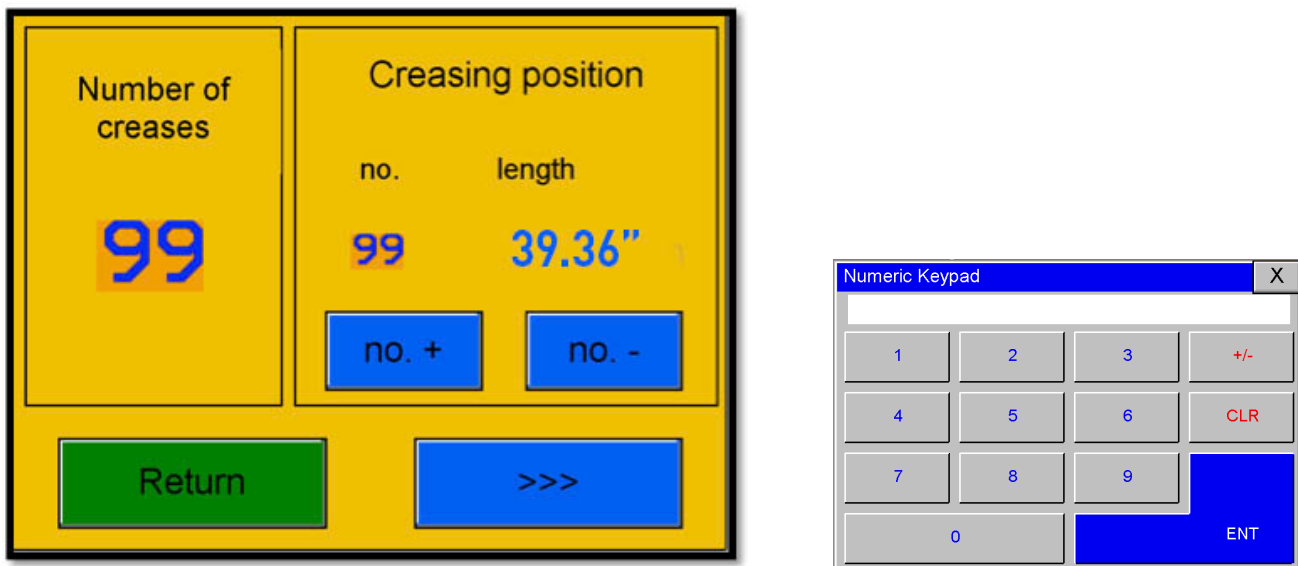 Number of
creases
99
Creasing position
no. length
99 39.36”
no. + no. -
Return >>>
Numeric Keypad X
1 2 3 +/-
4 5 6 CLR
7 8 9
0 ENT